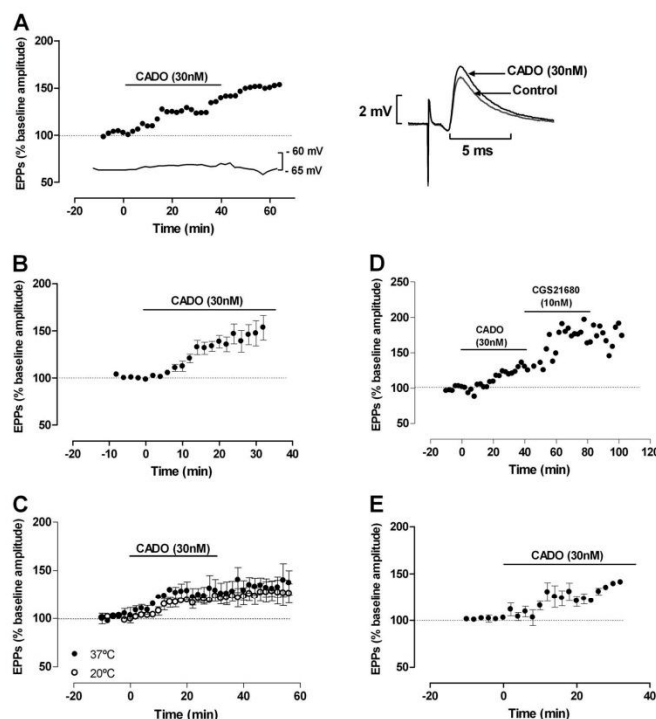 A
EPPs (% baseline amplitude)
200
150
100
50
CADO (30nM)
- 60 mV
- 65 mV
-20 0 20 40 60 80
Time (min)
CADO (30nM)
Control
2 mV
5 ms
B
EPPs (% baseline amplitude)
200
150
100
50
CADO (30nM)
-20 -10 0 10 20 30 40
Time (min)
D
EPPs (% baseline amplitude)
250
200
150
100
50
CGS21680
(10nM)
CADO
(30nM)
-20 0 20 40 60 80 100 120
Time (min)
C
EPPs (% baseline amplitude)
200
150
100
50
CADO (30nM)
37ºC
20ºC
-20 0 20 40 60
Time (min)
E
EPPs (% baseline amplitude)
200
150
100
50
CADO (30nM)
-20 0 20 40
Time (min)